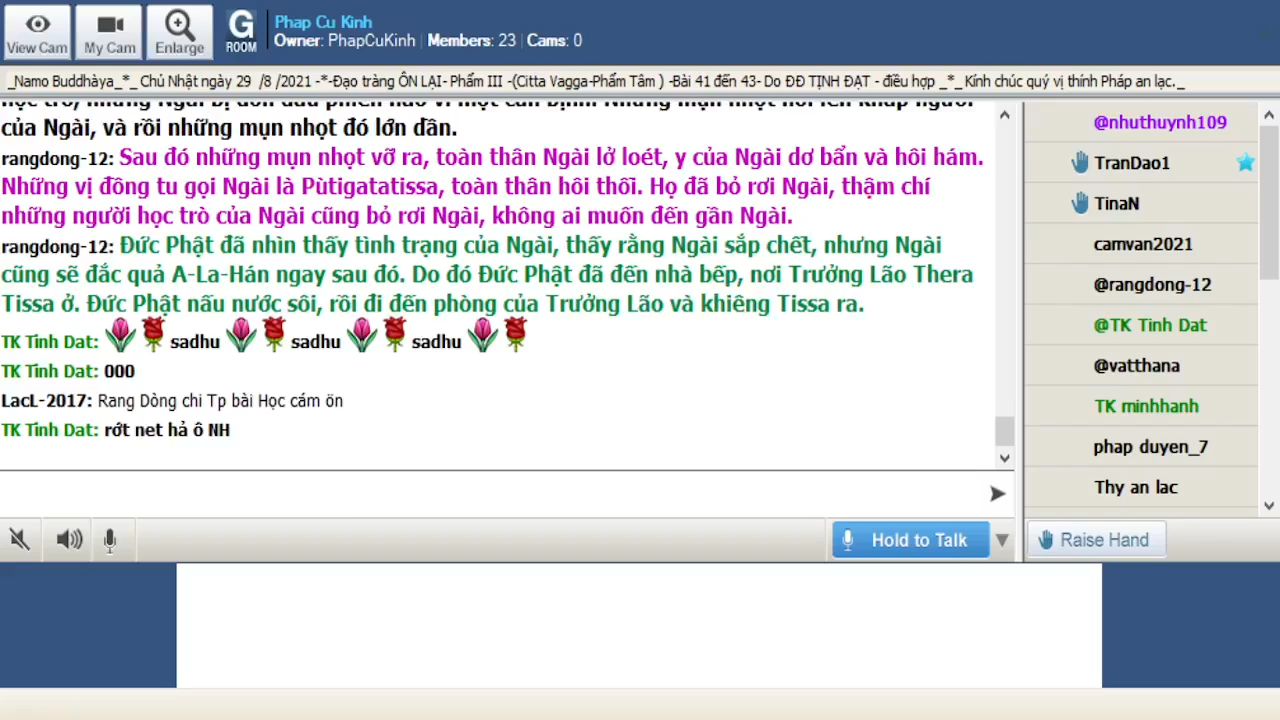 View Cam
My Cam
Enlarge
G
ROOM
Phap Cu Kinh
Owner: PhapCuKinh | Members: 23 | Cams: 0
_Namo Buddhàya_*_ Chủ Nhật ngày 29 /8 /2021 -*-Đạo tràng ÔN LẠI- Phẩm III -(Citta Vagga-Phẩm Tâm ) -Bài 41 đến 43- Do ĐĐ TỊNH ĐẠT - điều hợp _*_ Kính chúc quý vị thính Pháp an lạc._
của Ngài, và rồi những mụn nhọt đó lớn dần.
rangdong-12: Sau đó những mụn nhọt vỡ ra, toàn thân Ngài lở loét, y của Ngài dơ bẩn và hôi hám.
Những vị đồng tu gọi Ngài là Pùtigatatissa, toàn thân hôi thối. Họ đã bỏ rơi Ngài, thậm chí
những người học trò của Ngài cũng bỏ rơi Ngài, không ai muốn đến gần Ngài.
rangdong-12: Đức Phật đã nhìn thấy tình trạng của Ngài, thấy rằng Ngài sắp chết, nhưng Ngài
cũng sẽ đắc quả A-La-Hán ngay sau đó. Do đó Đức Phật đã đến nhà bếp, nơi Trưởng Lão Thera
Tissa ở. Đức Phật nấu nước sôi, rồi đi đến phòng của Trưởng Lão và khiêng Tissa ra.
TK Tinh Dat: sadhu sadhu sadhu
TK Tinh Dat: 000
LacL-2017: Rang Dòng chi Tp bài Học cám ön
TK Tinh Dat: rớt net hả ô NH
Hold to Talk
@nhuthuynh109
TranDao1
TinaN
camvan2021
@rangdong-12
@TK Tinh Dat
@vatthana
TK minhhanh
phap duyen_7
Thy an lac
Raise Hand